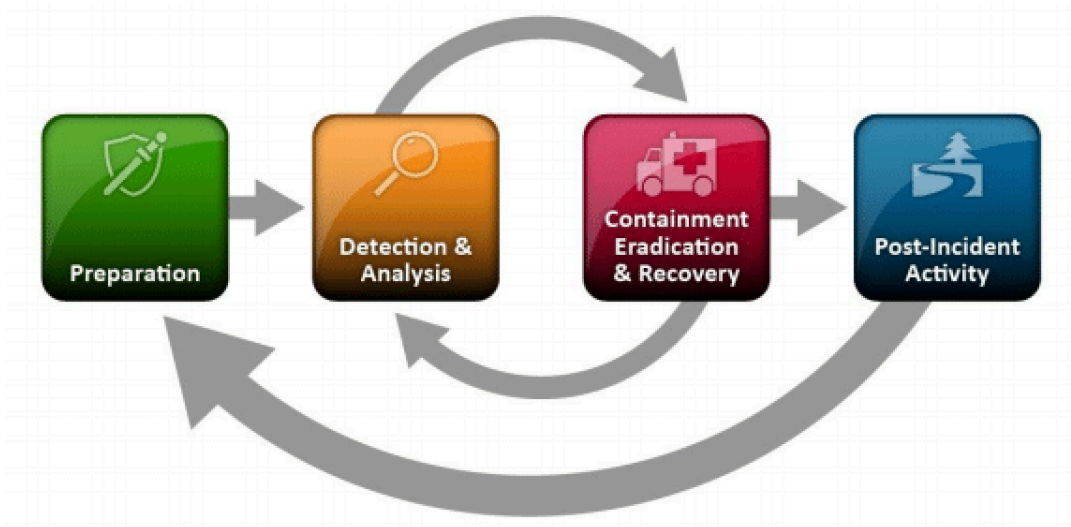 Preparation
Detection &
Analysis
Containment
Eradication
& Recovery
Post-Incident
Activity